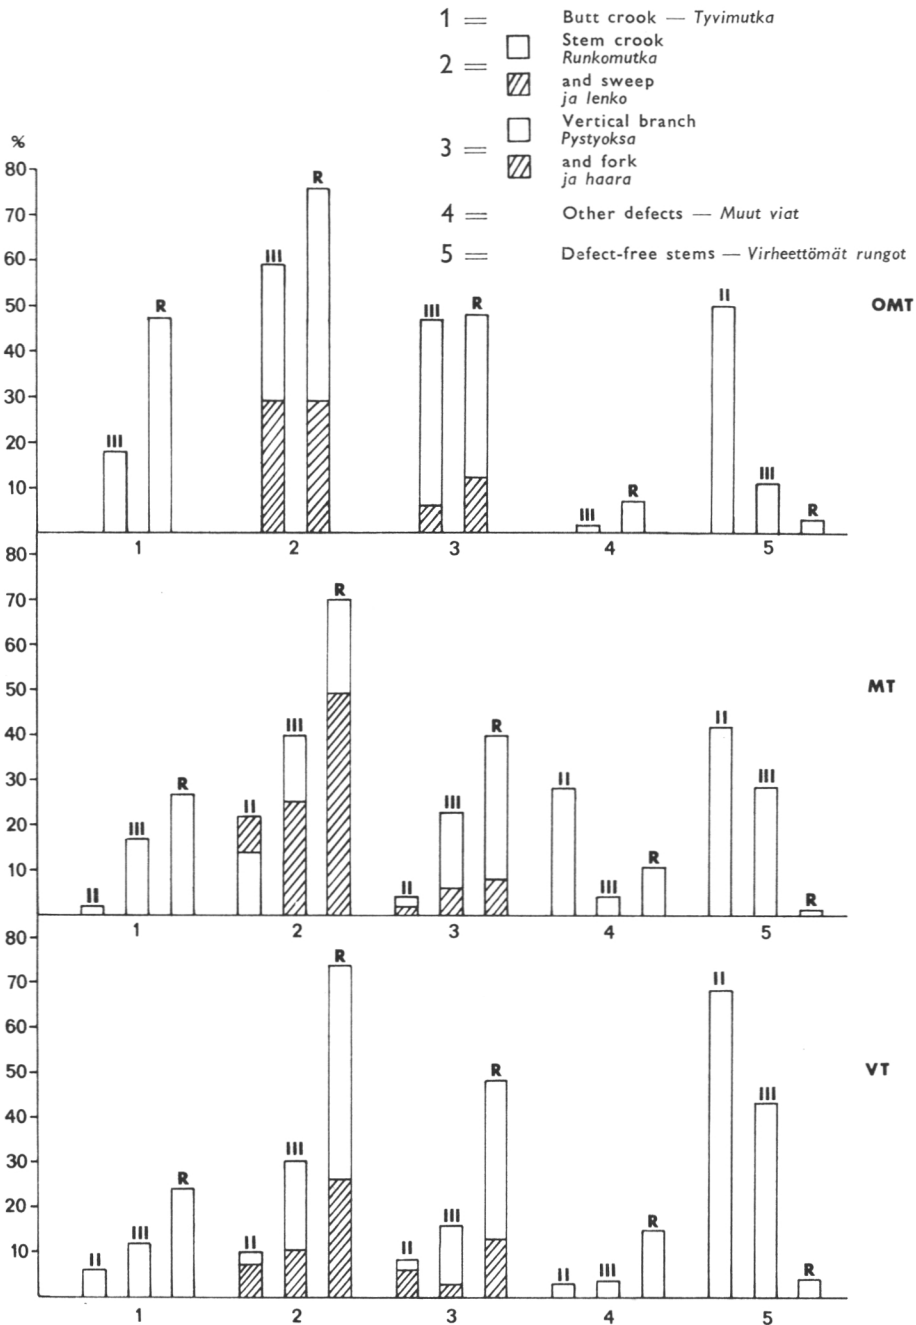 1 = Butt crook — Tyvimutka
2 = Stem crook
Runkomutka
and sweep
ja lenko
3 = Vertical branch
Pystyoksa
and fork
ja haara
4 = Other defects — Muut viat
5 = Defect-free stems — Virheettömät rungot
%
80
70
60
50
40
30
20
10
III R III R III R III R II III R
OMT
1 2 3 4 5
80
70
60
50
40
30
20
10
II III R II III R II III R II III R II III R
MT
1 2 3 4 5
80
70
60
50
40
30
20
10
II III R II III R II III R II III R II III R
VT
1 2 3 4 5